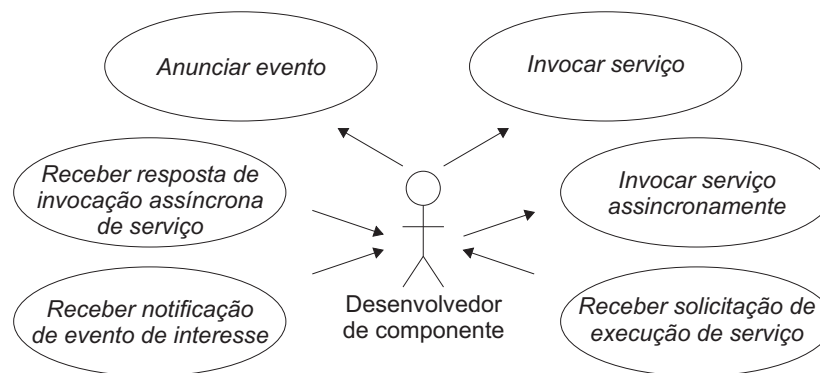 Anunciar evento
Invocar serviço
Receber resposta de
invocação assíncrona
de serviço
Invocar serviço
assincronamente
Receber notificação
de evento de interesse
Desenvolvedor
de componente
Receber solicitação de
execução de serviço